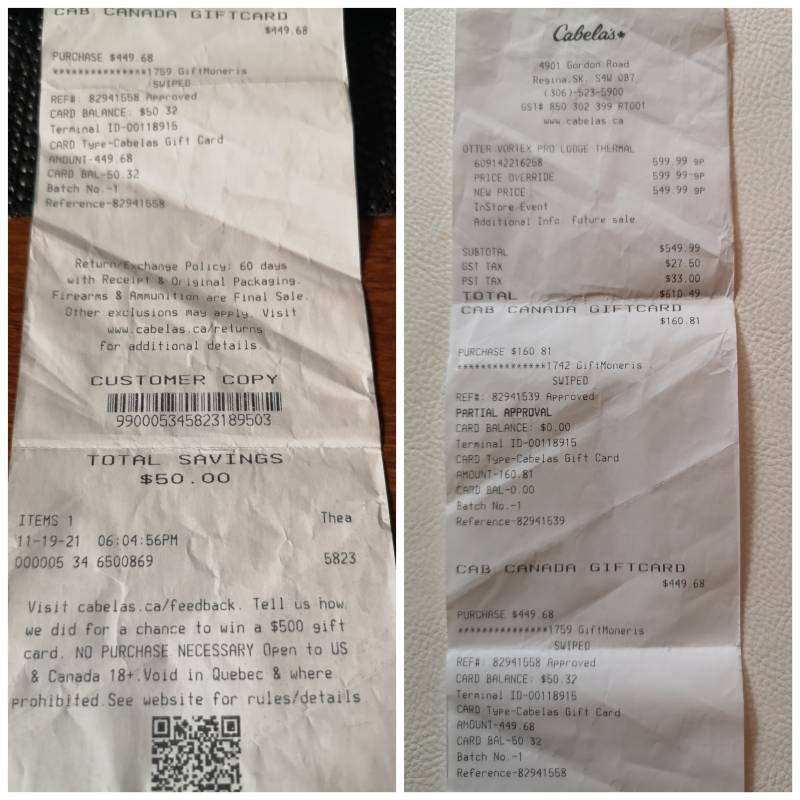 CAB CANADA GIFTCARD
$449.68
PURCHASE $449.68
***************1759 GiftMoneris
SWIPED
REF#: 82941558 Approved
CARD BALANCE: $50.32
Terminal ID-00118915
CARD Type-Cabelas Gift Card
AMOUNT-449.68
CARD BAL-50.32
Batch No.-1
Reference-82941558
Return/Exchange Policy: 60 days
with Receipt & Original Packaging.
Firearms & Ammunition are Final Sale.
Other exclusions may apply. Visit
www.cabelas.ca/returns
for additional details.
CUSTOMER COPY
990005345823189503
TOTAL SAVINGS
$50.00
ITEMS 1 Thea
11-19-21 06:04:56PM
000005 34 6500869 5823
Visit cabelas.ca/feedback. Tell us how
we did for a chance to win a $500 gift
card. NO PURCHASE NECESSARY Open to US
& Canada 18+.Void in Quebec & where
prohibited.See website for rules/details.
Cabela's
4901 Gordon Road
Regina,SK. S4W 0B7
(306)-523-5900
GST# 850 302 399 RT001
www.cabelas.ca
OTTER VORTEX PRO LODGE THERMAL
609142216258 599.99 gP
PRICE OVERRIDE 599.99-gP
NEW PRICE 549.99 gP
InStore Event
Additional Info future sale
SUBTOTAL $549.99
GST TAX $27.50
PST TAX $33.00
TOTAL $610.49
CAB CANADA GIFTCARD
$160.81
PURCHASE $160.81
***************1742 GiftMoneris
SWIPED
REF#: 82941539 Approved
PARTIAL APPROVAL
CARD BALANCE: $0.00
Terminal ID-00118915
CARD Type-Cabelas Gift Card
AMOUNT-160.81
CARD BAL-0.00
Batch No.-1
Reference-82941539
CAB CANADA GIFTCARD
$449.68
PURCHASE $449.68
***************1759 GiftMoneris
SWIPED
REF#: 82941558 Approved
CARD BALANCE: $50.32
Terminal ID-00118915
CARD Type-Cabelas Gift Card
AMOUNT-449.68
CARD BAL-50.32
Batch No.-1
Reference-82941558